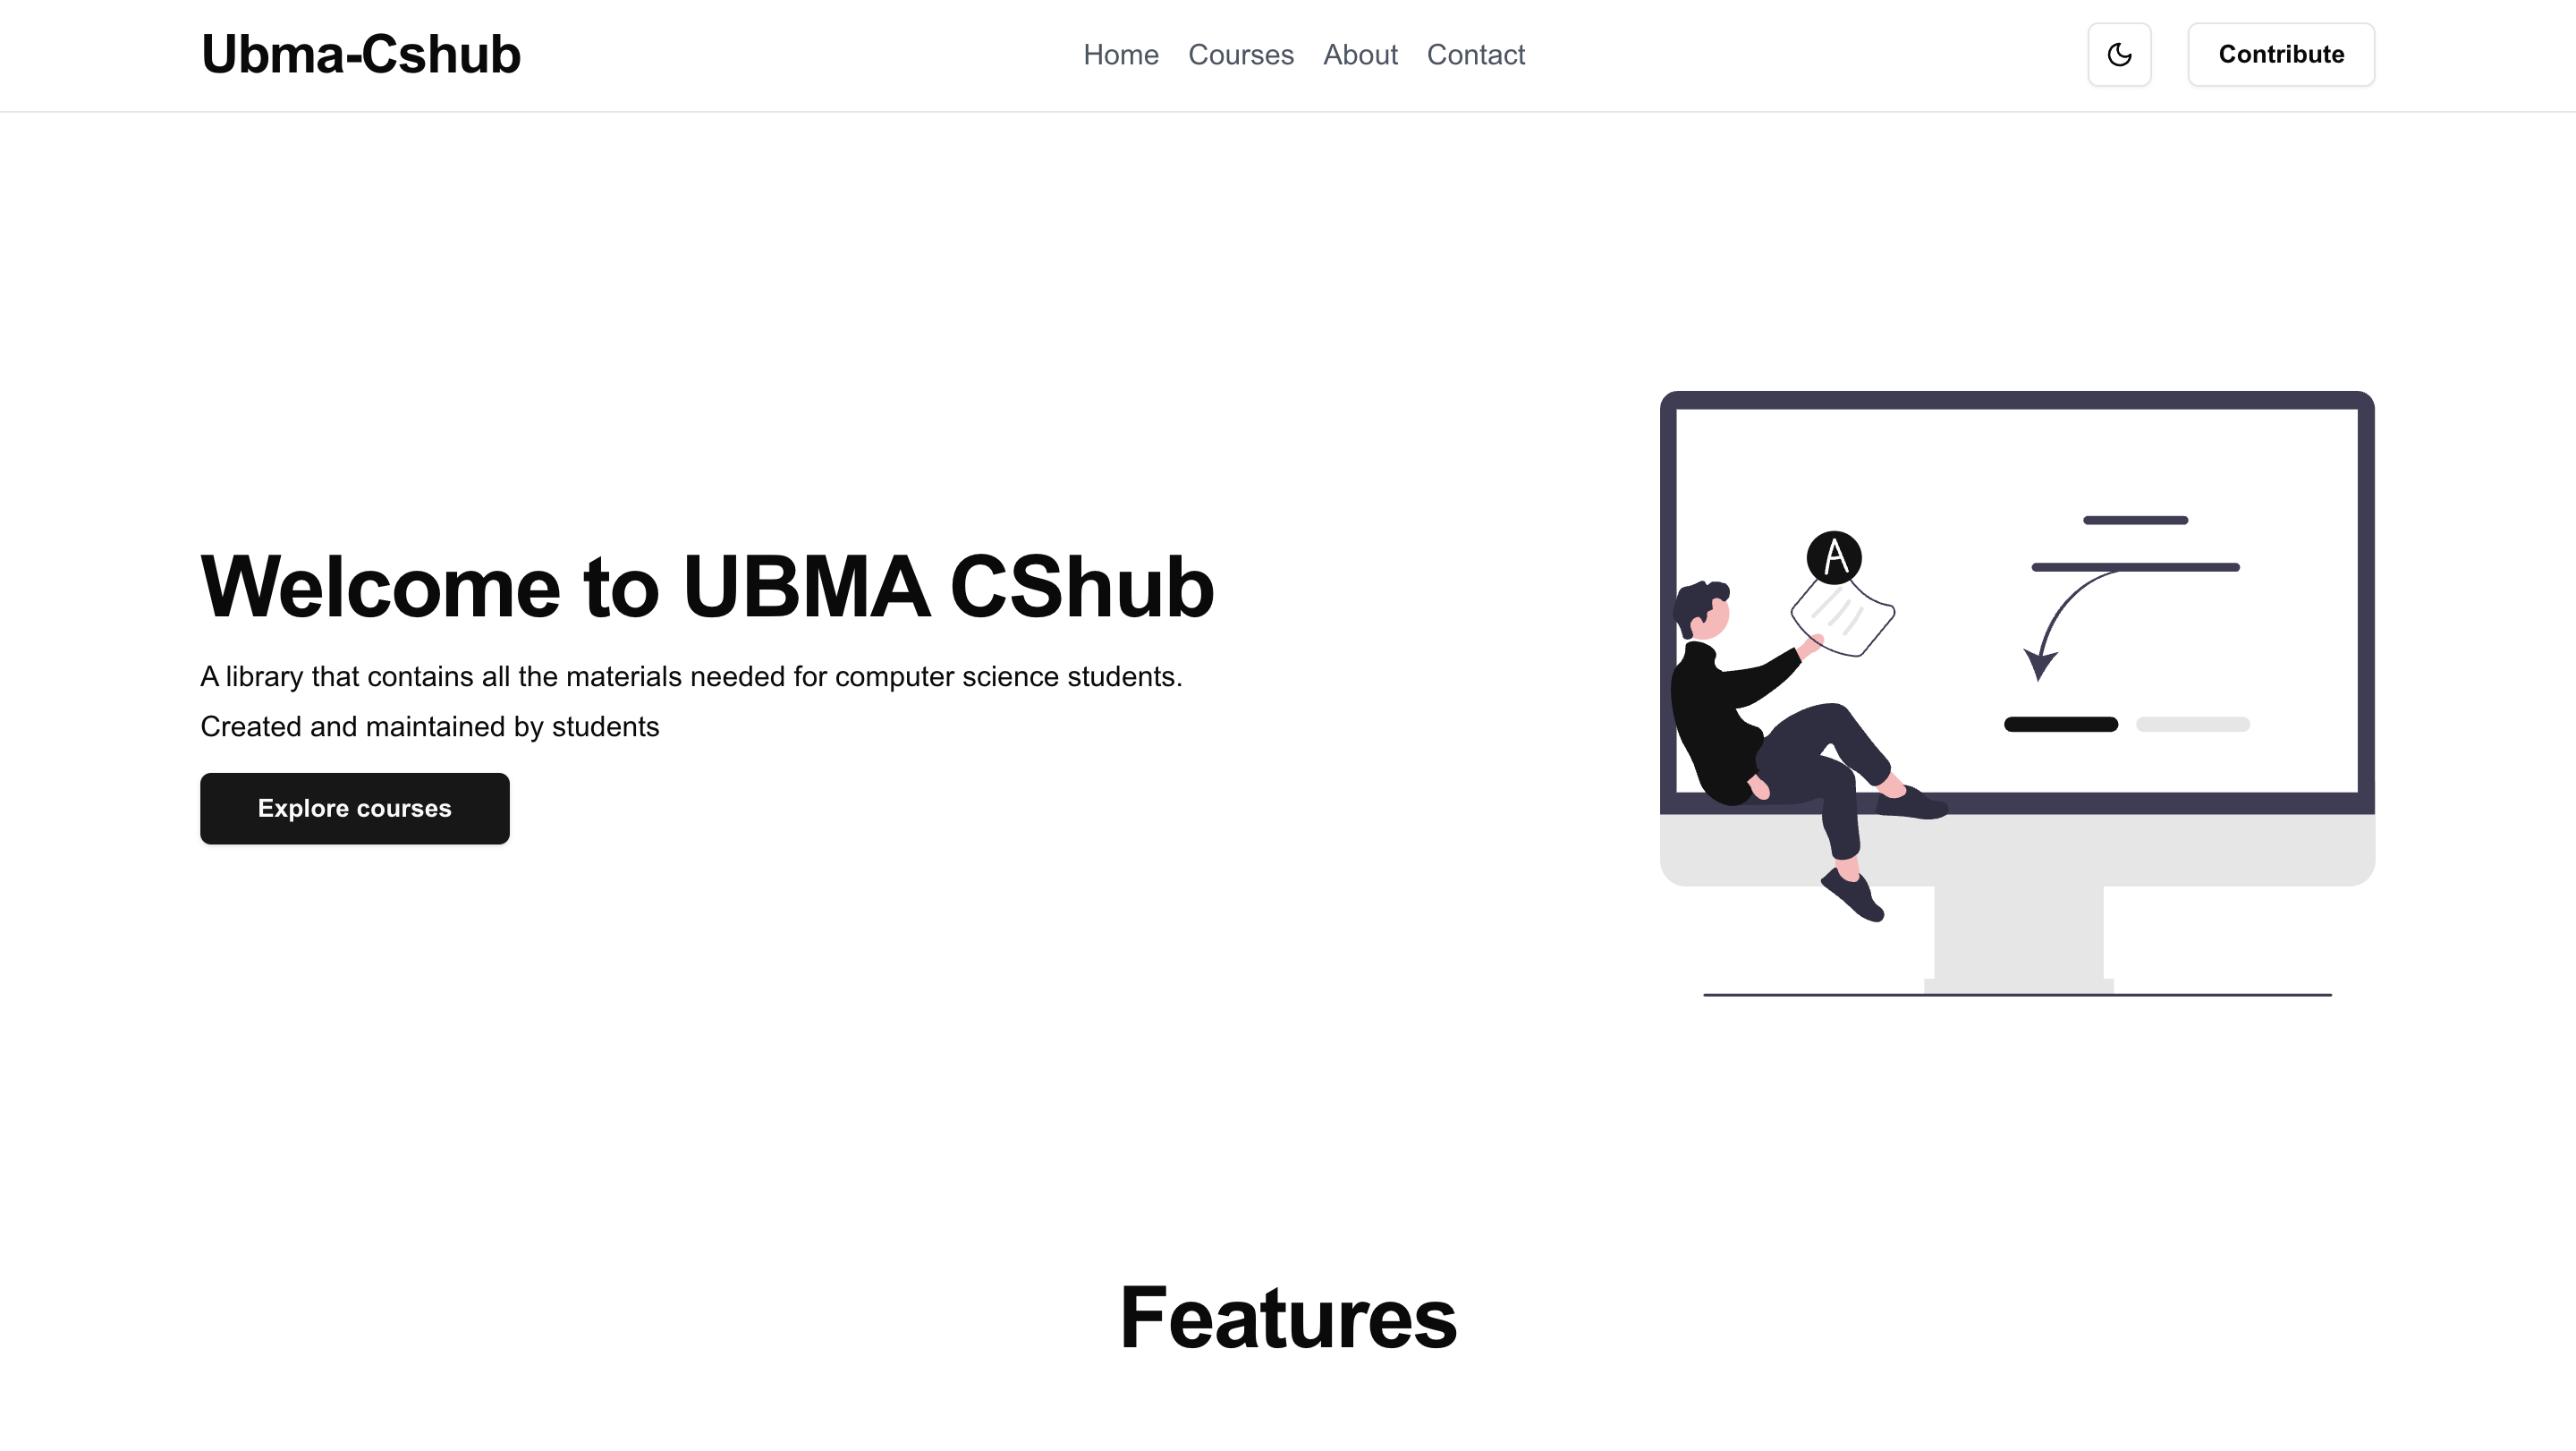 Ubma-Cshub
Home Courses About Contact
Contribute
Welcome to UBMA CShub
A library that contains all the materials needed for computer science students.
Created and maintained by students
Explore courses
A
Features